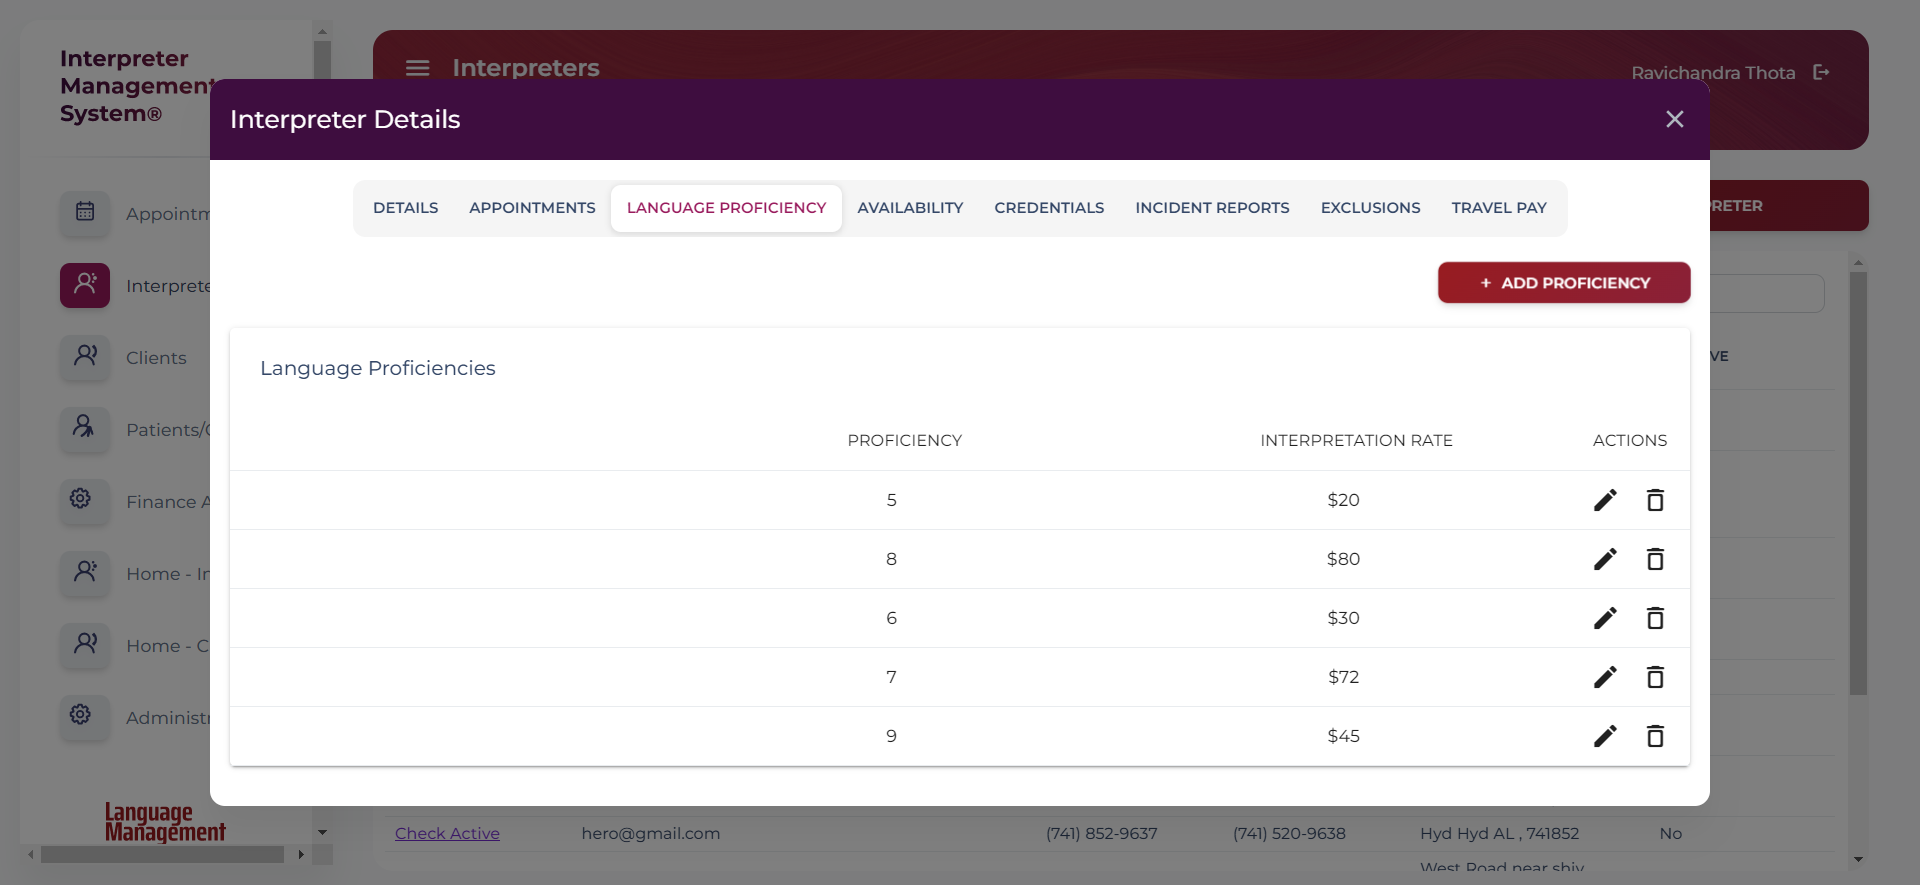 Interpreter
Management
System®
Interpreters
Ravichandra Thota
Interpreter Details
DETAILS APPOINTMENTS LANGUAGE PROFICIENCY AVAILABILITY CREDENTIALS INCIDENT REPORTS EXCLUSIONS TRAVEL PAY
+ ADD PROFICIENCY
Language Proficiencies
PROFICIENCY INTERPRETATION RATE ACTIONS
5 $20
8 $80
6 $30
7 $72
9 $45
Appointm
Interprete
Clients
Patients/
Finance A
Home - In
Home - C
Administr
Language
Management
PRETER
VE
Check Active hero@gmail.com (741) 852-9637 (741) 520-9638 Hyd Hyd AL , 741852 No
West Road near shiv